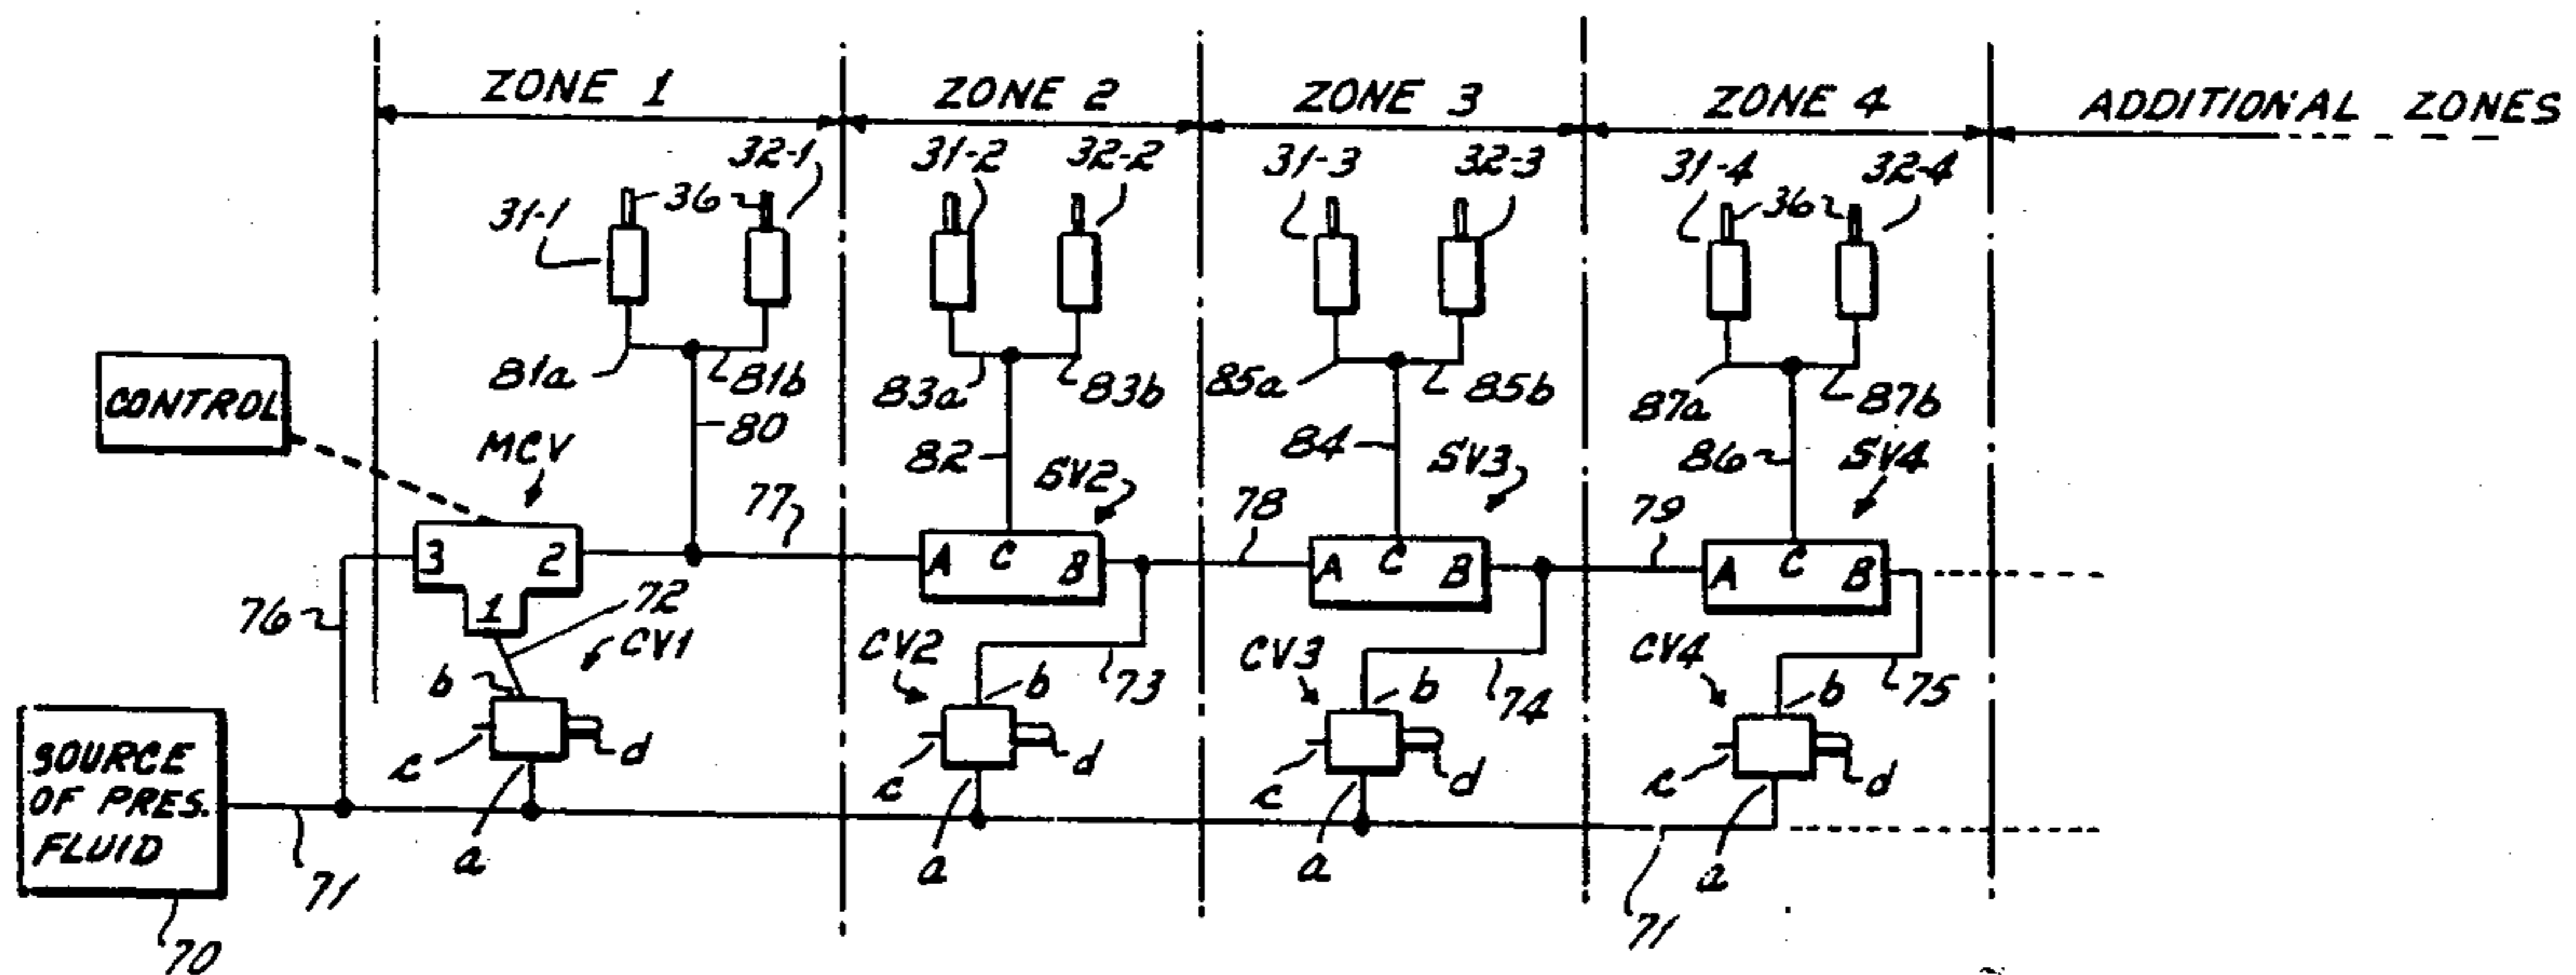 ZONE 1 ZONE 2 ZONE 3 ZONE 4 ADDITIONAL ZONES
31-1 36 32-1 31-2 32-2 31-3 32-3 31-4 36 32-4
81a 81b 83a 83b 85a 85b 87a 87b
CONTROL
MCV 80 82 SV2 84 SV3 86 SV4
77 78 79
3 2 1 A C B A C B A C B
76 72 CV1 CV2 73 CV3 74 CV4 75
b b b b
c d c d c d c d
a a a a
SOURCE
OF PRES.
FLUID
71 71
70